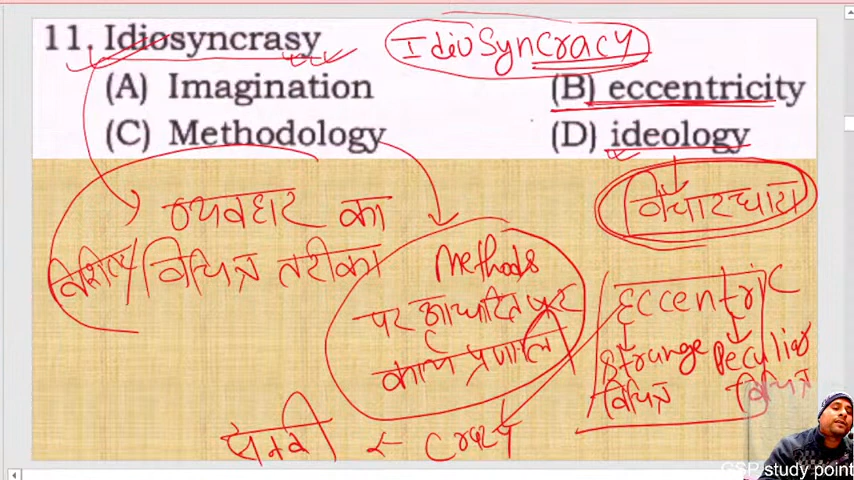 11. Idiosyncrasy
IdioSyncracy
(A) Imagination
(B) eccentricity
(C) Methodology
(D) ideology
विचारधारा
व्यवहार का
विशिष्ट/विचित्र तरीका
Methods
पर आधारित
कार्य प्रणाली
Eccentric
Strange Peculiar
विचित्र विचित्र
सनकी ← Crazy
GSP study point